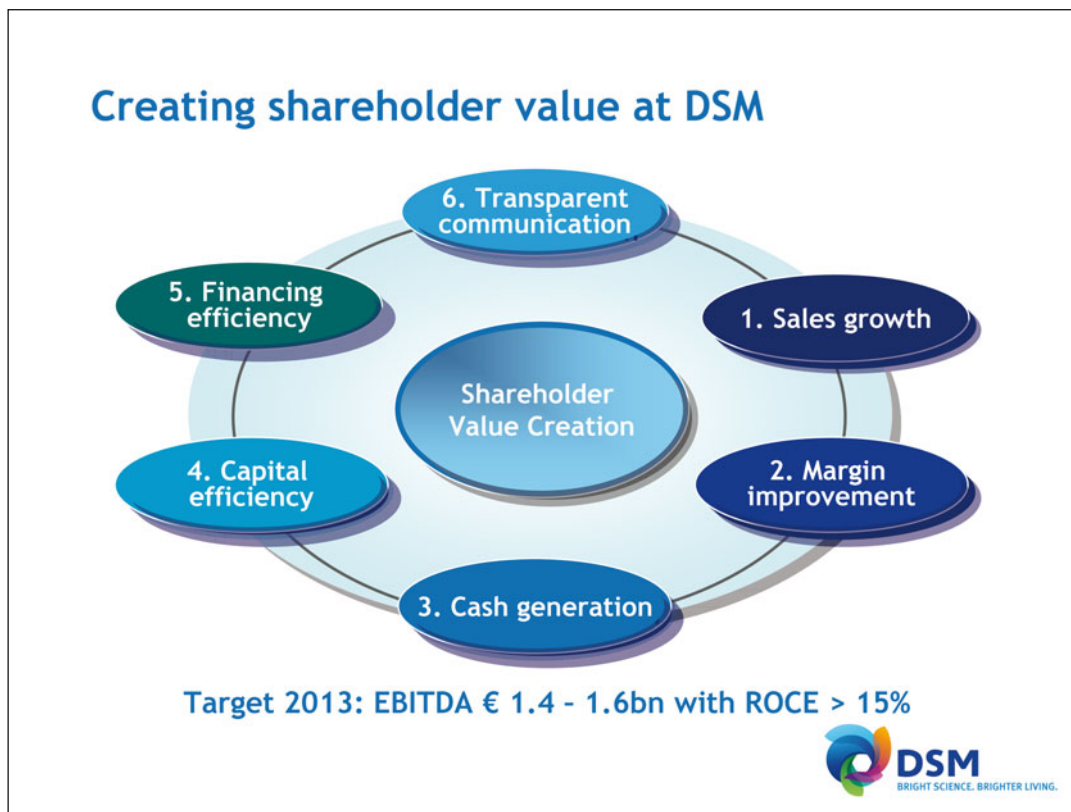 Creating shareholder value at DSM
6. Transparent
communication
5. Financing
efficiency
1. Sales growth
Shareholder
Value Creation
4. Capital
efficiency
2. Margin
improvement
3. Cash generation
Target 2013: EBITDA € 1.4 – 1.6bn with ROCE > 15%
DSM
BRIGHT SCIENCE. BRIGHTER LIVING.